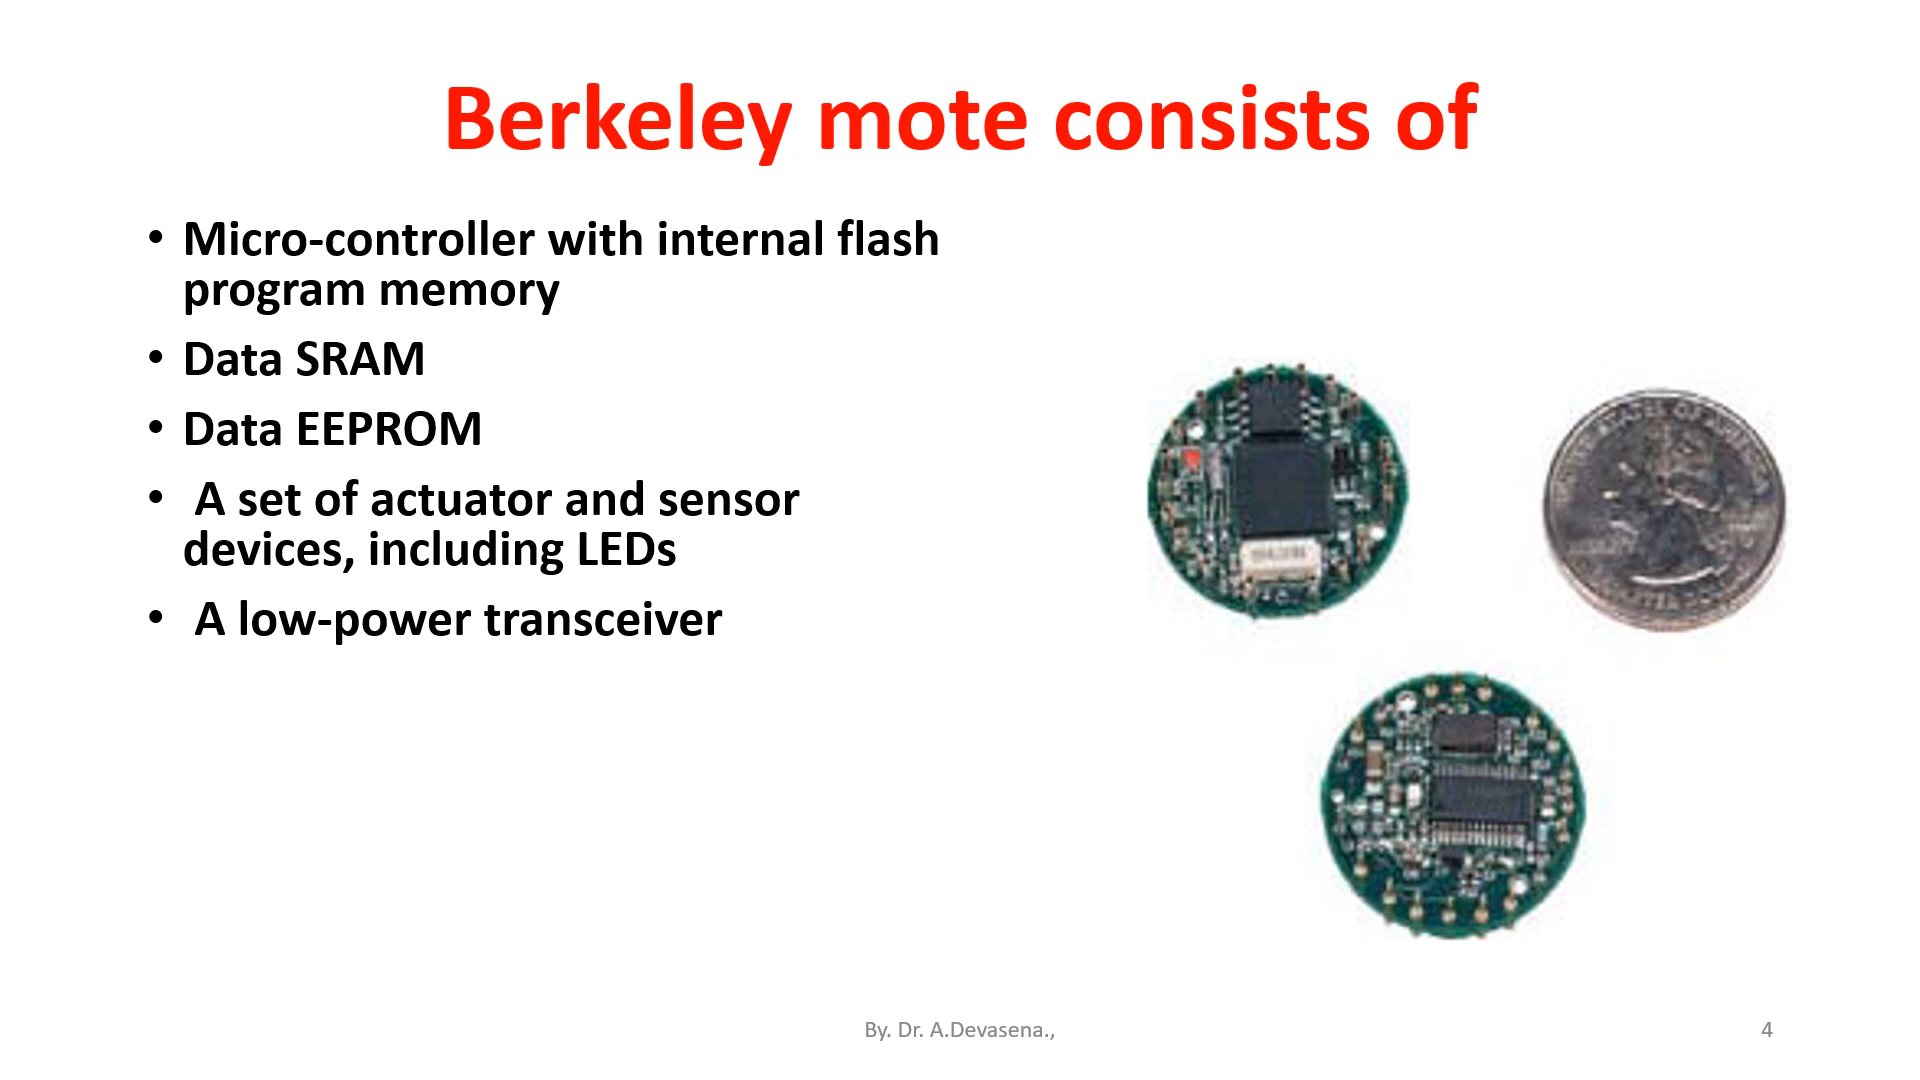 Berkeley mote consists of
• Micro-controller with internal flash
program memory
• Data SRAM
• Data EEPROM
• A set of actuator and sensor
devices, including LEDs
• A low-power transceiver
By. Dr. A.Devasena.,
4